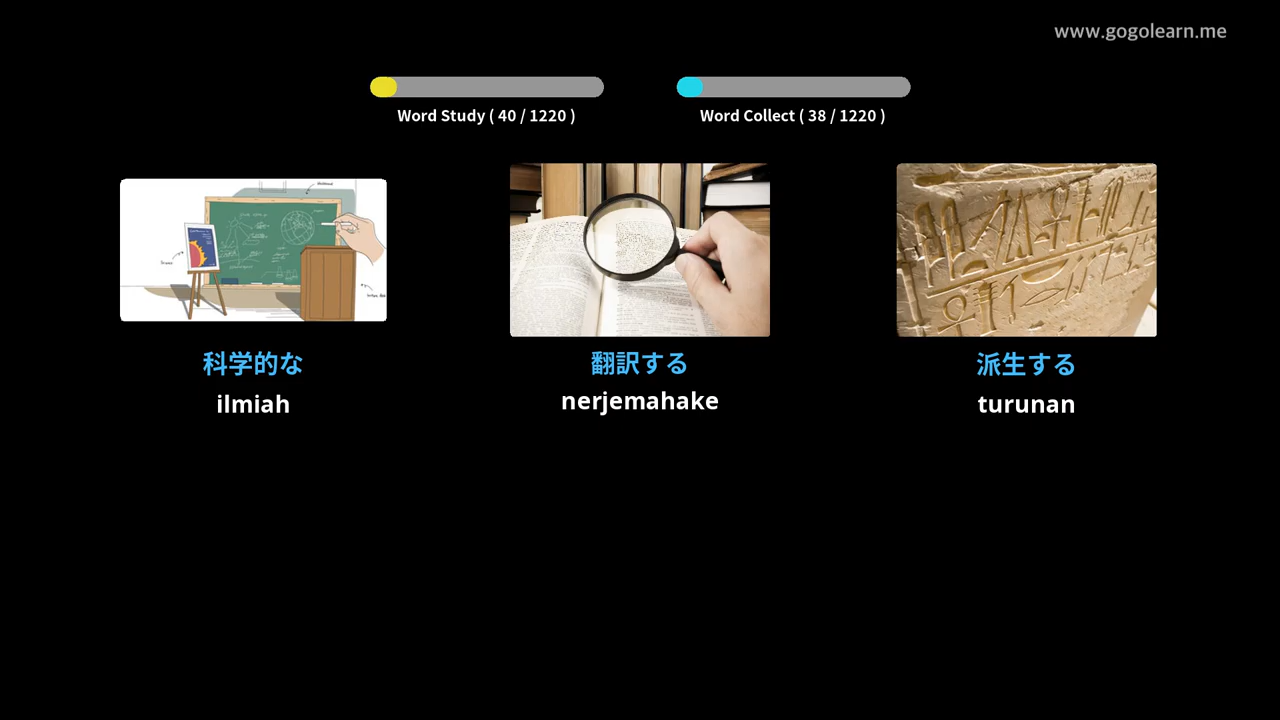 www.gogolearn.me
Word Study ( 40 / 1220 )
Word Collect ( 38 / 1220 )
科学的な
翻訳する
派生する
ilmiah
nerjemahake
turunan